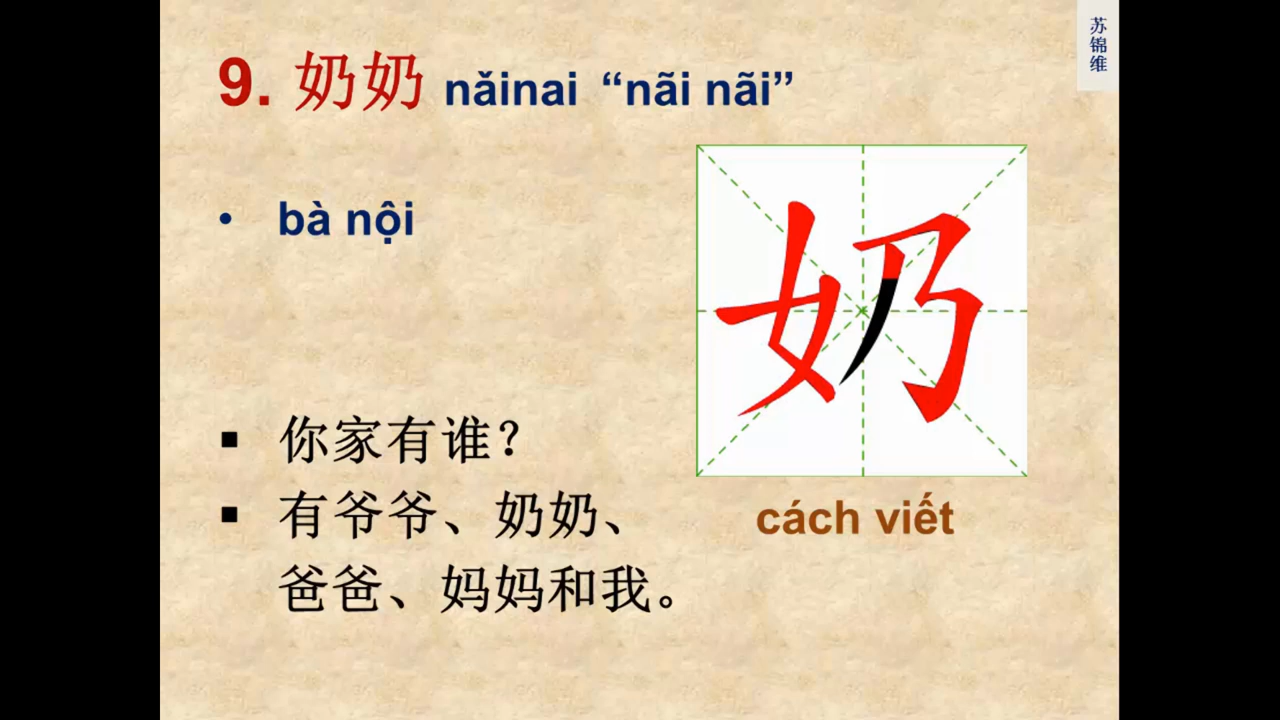 苏锦维
9. 奶奶 nǎinai “nãi nãi”
• bà nội
奶
▪ 你家有谁？
▪ 有爷爷、奶奶、
爸爸、妈妈和我。
cách viết